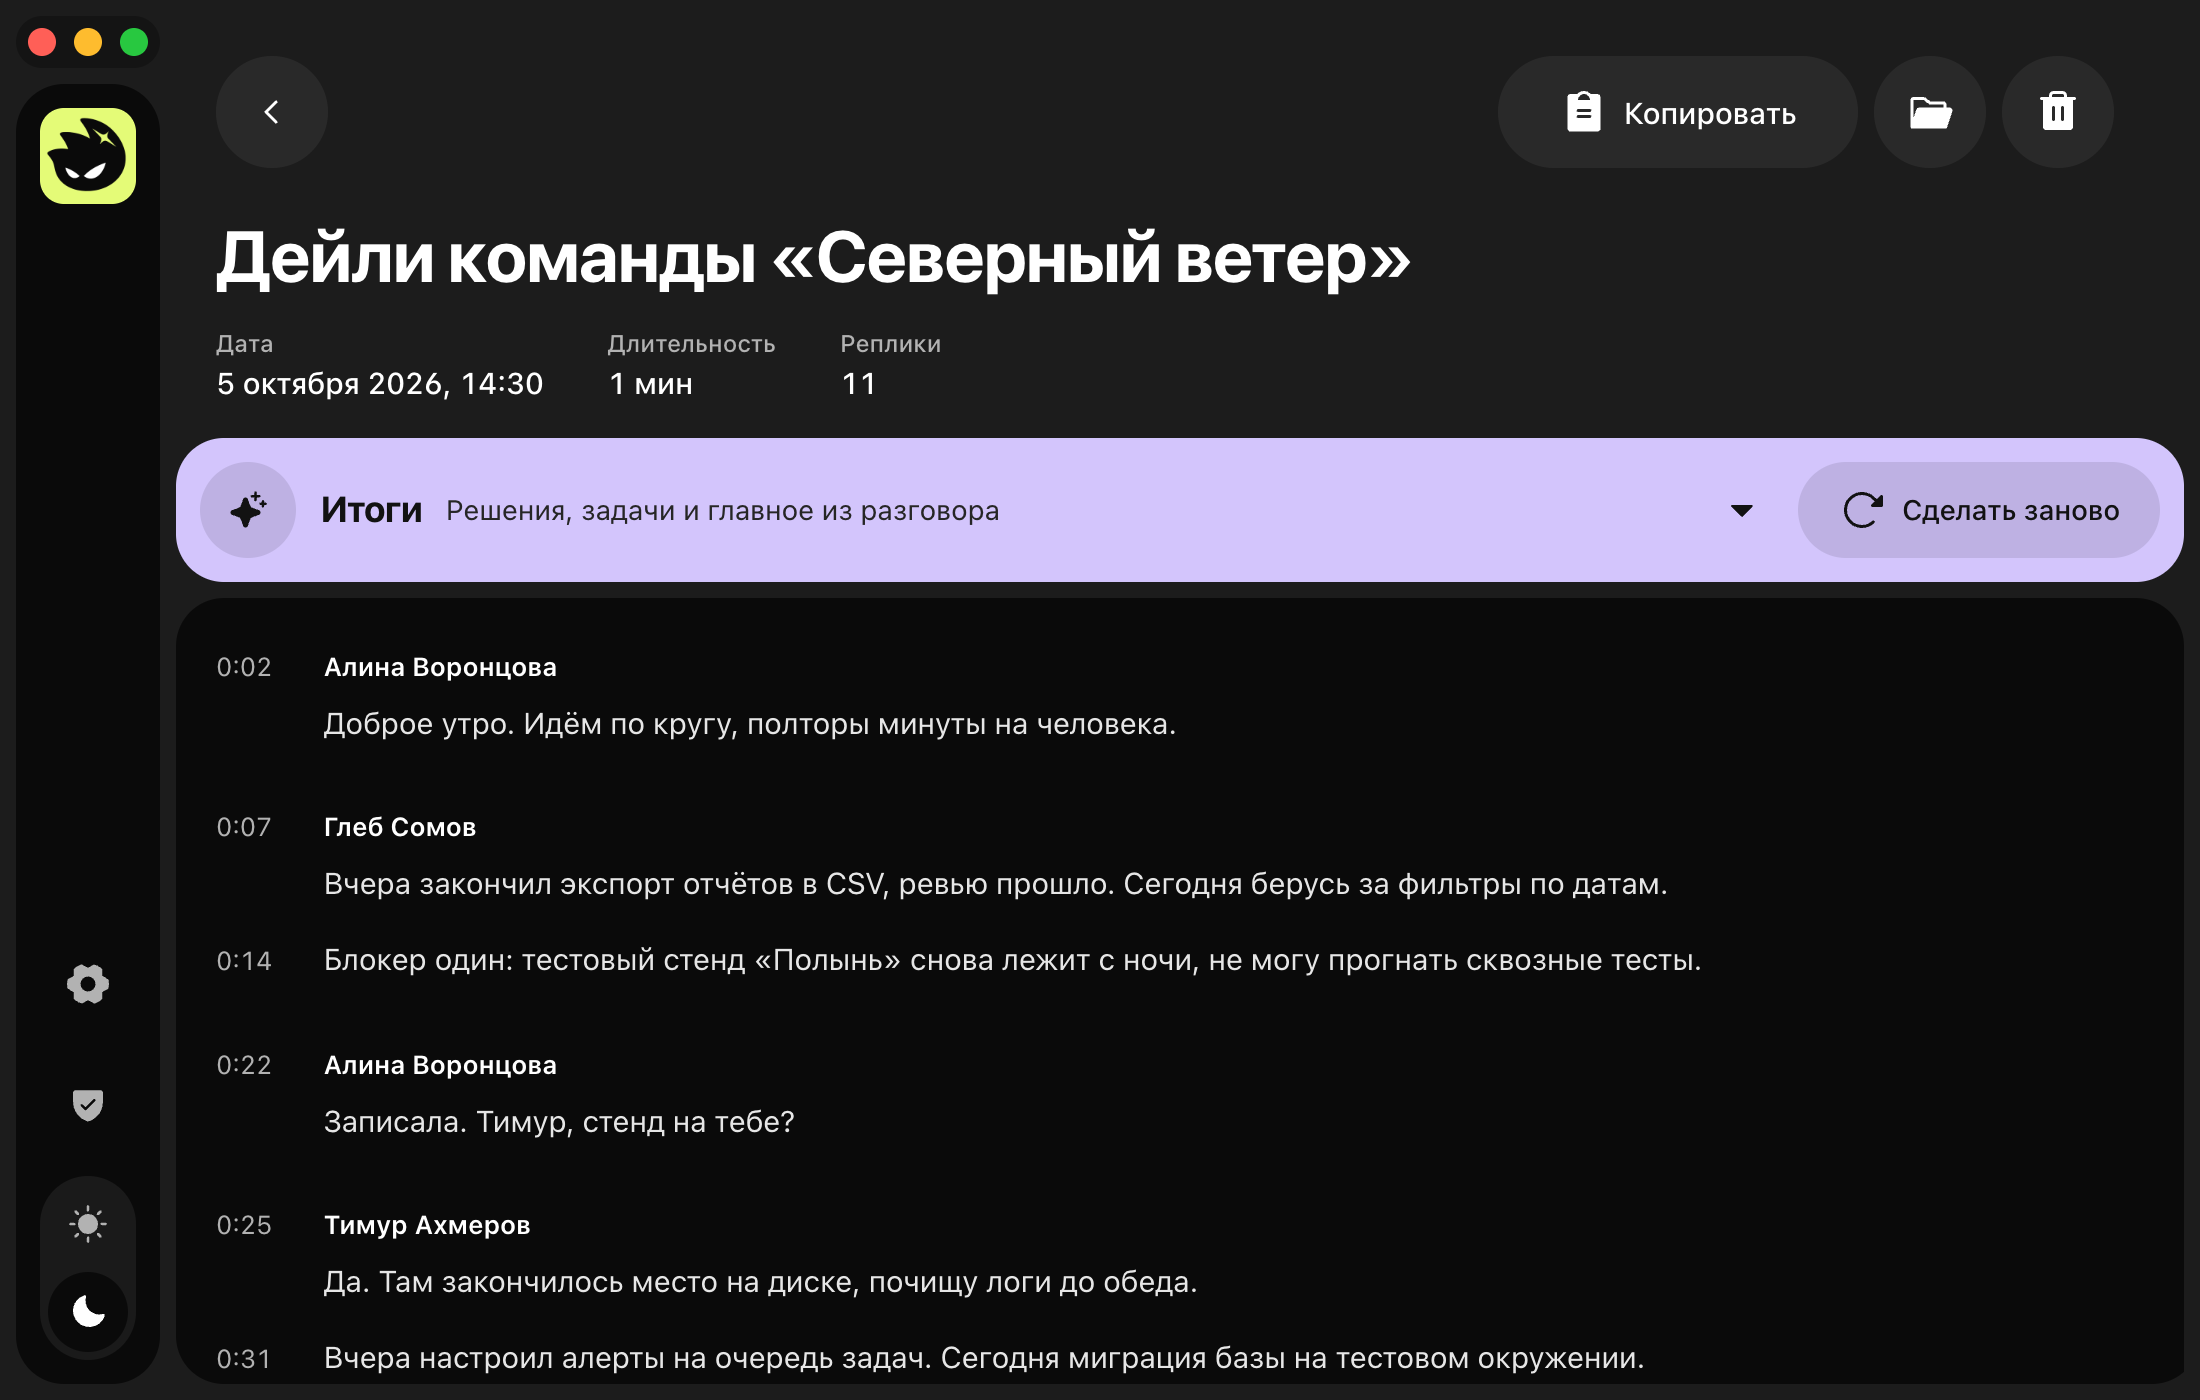 Копировать
Дейли команды «Северный ветер»
Дата
5 октября 2026, 14:30
Длительность
1 мин
Реплики
11
Итоги Решения, задачи и главное из разговора
Сделать заново
0:02 Алина Воронцова
Доброе утро. Идём по кругу, полторы минуты на человека.
0:07 Глеб Сомов
Вчера закончил экспорт отчётов в CSV, ревью прошло. Сегодня берусь за фильтры по датам.
0:14 Блокер один: тестовый стенд «Полынь» снова лежит с ночи, не могу прогнать сквозные тесты.
0:22 Алина Воронцова
Записала. Тимур, стенд на тебе?
0:25 Тимур Ахмеров
Да. Там закончилось место на диске, почищу логи до обеда.
0:31 Вчера настроил алерты на очередь задач. Сегодня миграция базы на тестовом окружении.